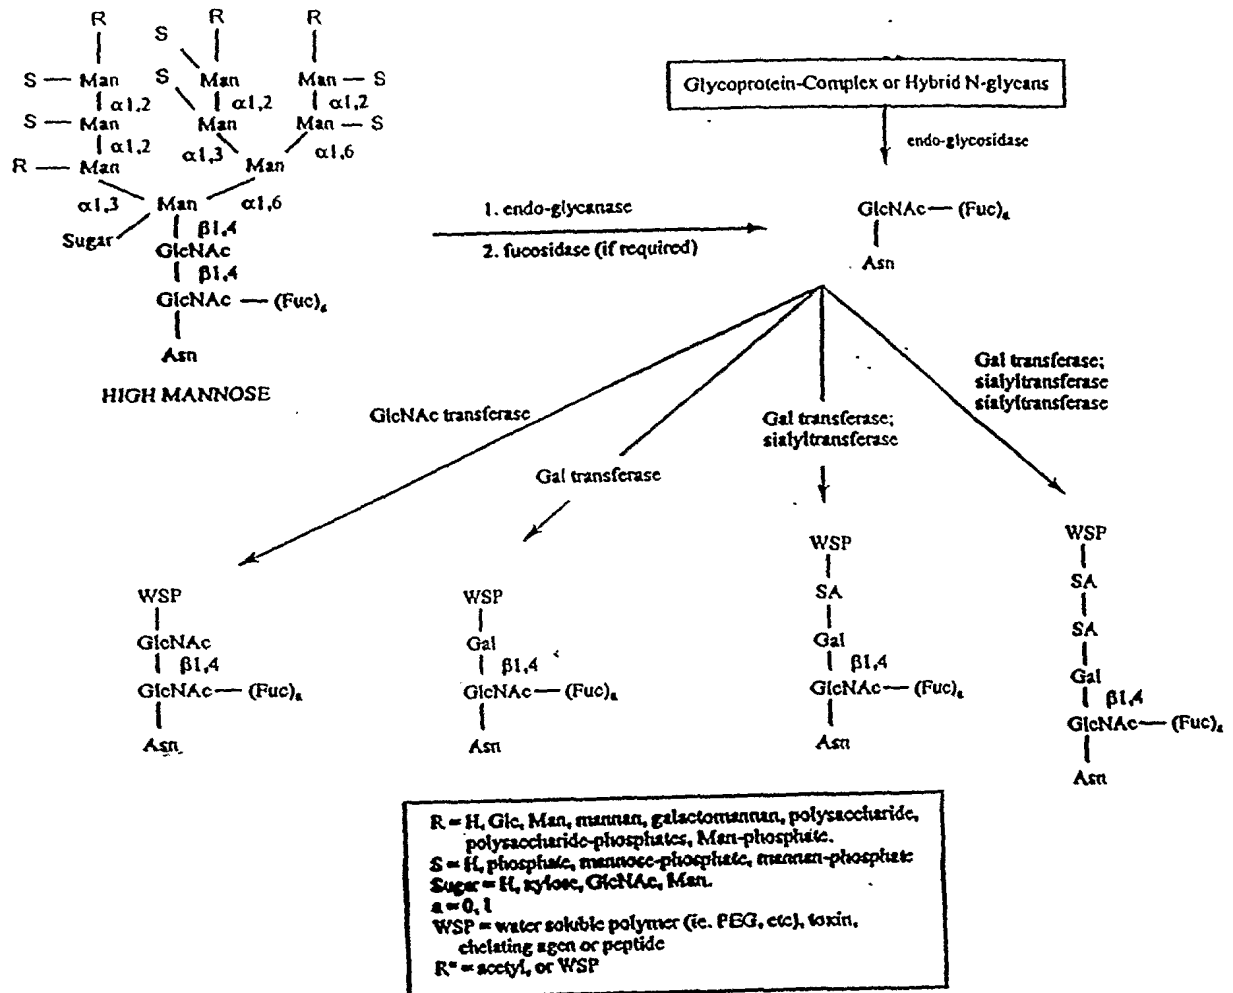 R
S
R
R
S — Man
S
Man
Man — S
α1,2
α1,2
α1,2
S — Man
Man
Man — S
α1,2
α1,3
α1,6
R — Man
Man
α1,3
Man
α1,6
Sugar
β1,4
GlcNAc
β1,4
GlcNAc — (Fuc)a
Asn
HIGH MANNOSE
1. endo-glycanase
2. fucosidase (if required)
Glycoprotein-Complex or Hybrid N-glycans
endo-glycosidase
GlcNAc — (Fuc)a
Asn
GlcNAc transferase
Gal transferase
Gal transferase;
sialyltransferase
Gal transferase;
sialyltransferase
sialyltransferase
WSP
GlcNAc
β1,4
GlcNAc — (Fuc)a
Asn
WSP
Gal
β1,4
GlcNAc — (Fuc)a
Asn
WSP
SA
Gal
β1,4
GlcNAc — (Fuc)a
Asn
WSP
SA
SA
Gal
β1,4
GlcNAc — (Fuc)a
Asn
R = H, Glc, Man, mannan, galactomannan, polysaccharide,
polysaccharide-phosphates, Man-phosphate.
S = H, phosphate, mannose-phosphate, mannan-phosphate
Sugar = H, xylose, GlcNAc, Man.
a = 0, 1
WSP = water soluble polymer (ie. PEG, etc), toxin,
chelating agen or peptide
R* = acetyl, or WSP